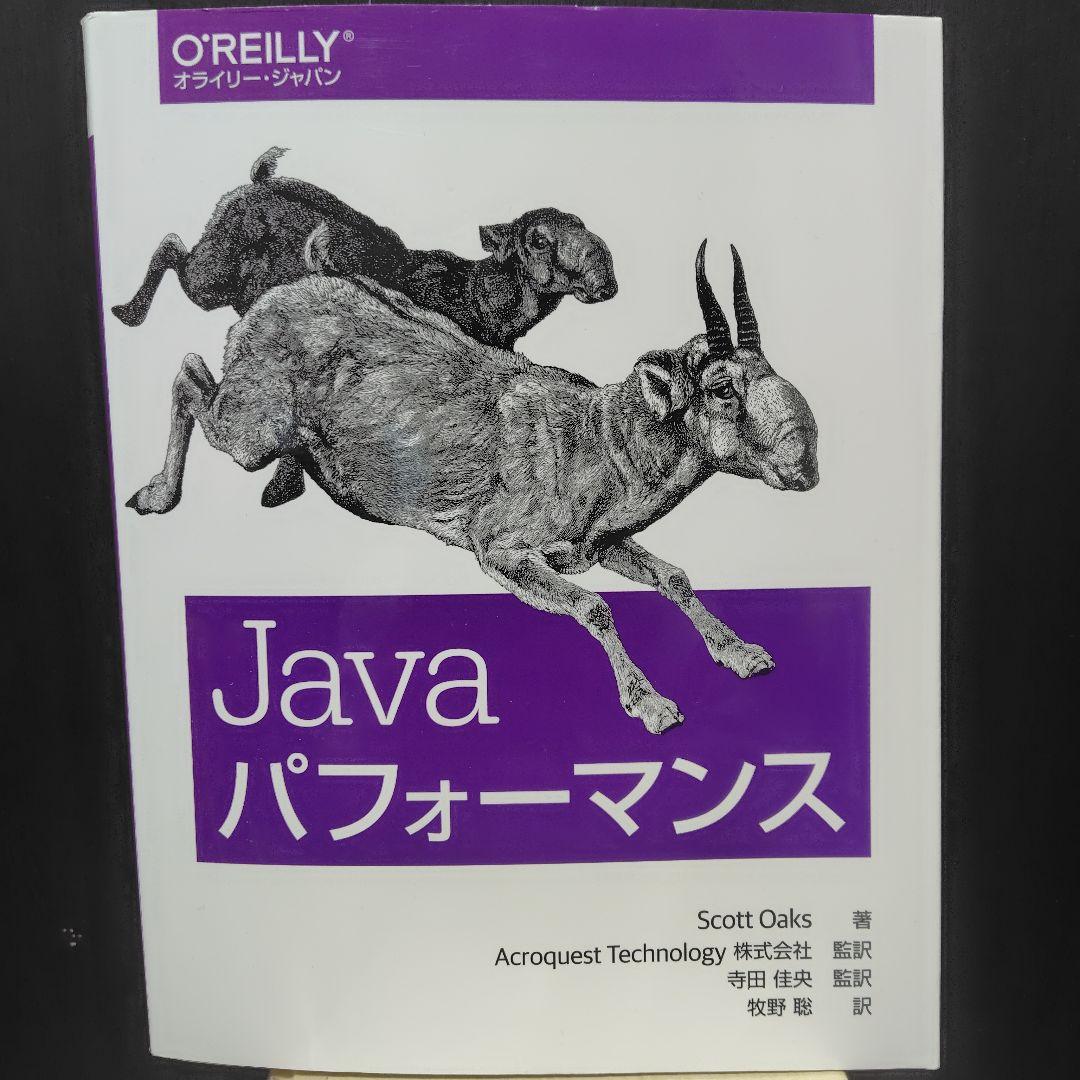 O'REILLY®
オライリー・ジャパン
Java
パフォーマンス
Scott Oaks 著
Acroquest Technology 株式会社 監訳
寺田 佳央 監訳
牧野 聡 訳